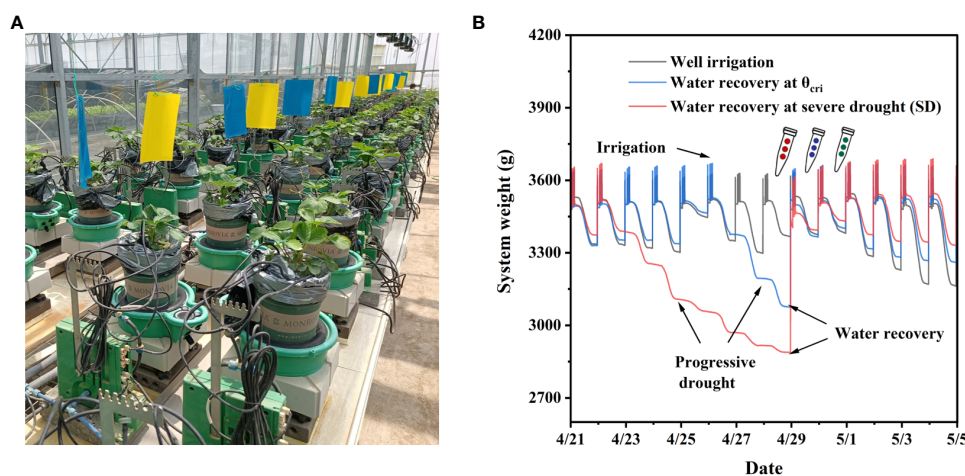 A
B
4200
3900
3600
3300
3000
2700
System weight (g)
Well irrigation
Water recovery at θcri
Water recovery at severe drought (SD)
Irrigation
Progressive
drought
Water recovery
4/21 4/23 4/25 4/27 4/29 5/1 5/3 5/5
Date
& MONROVIA